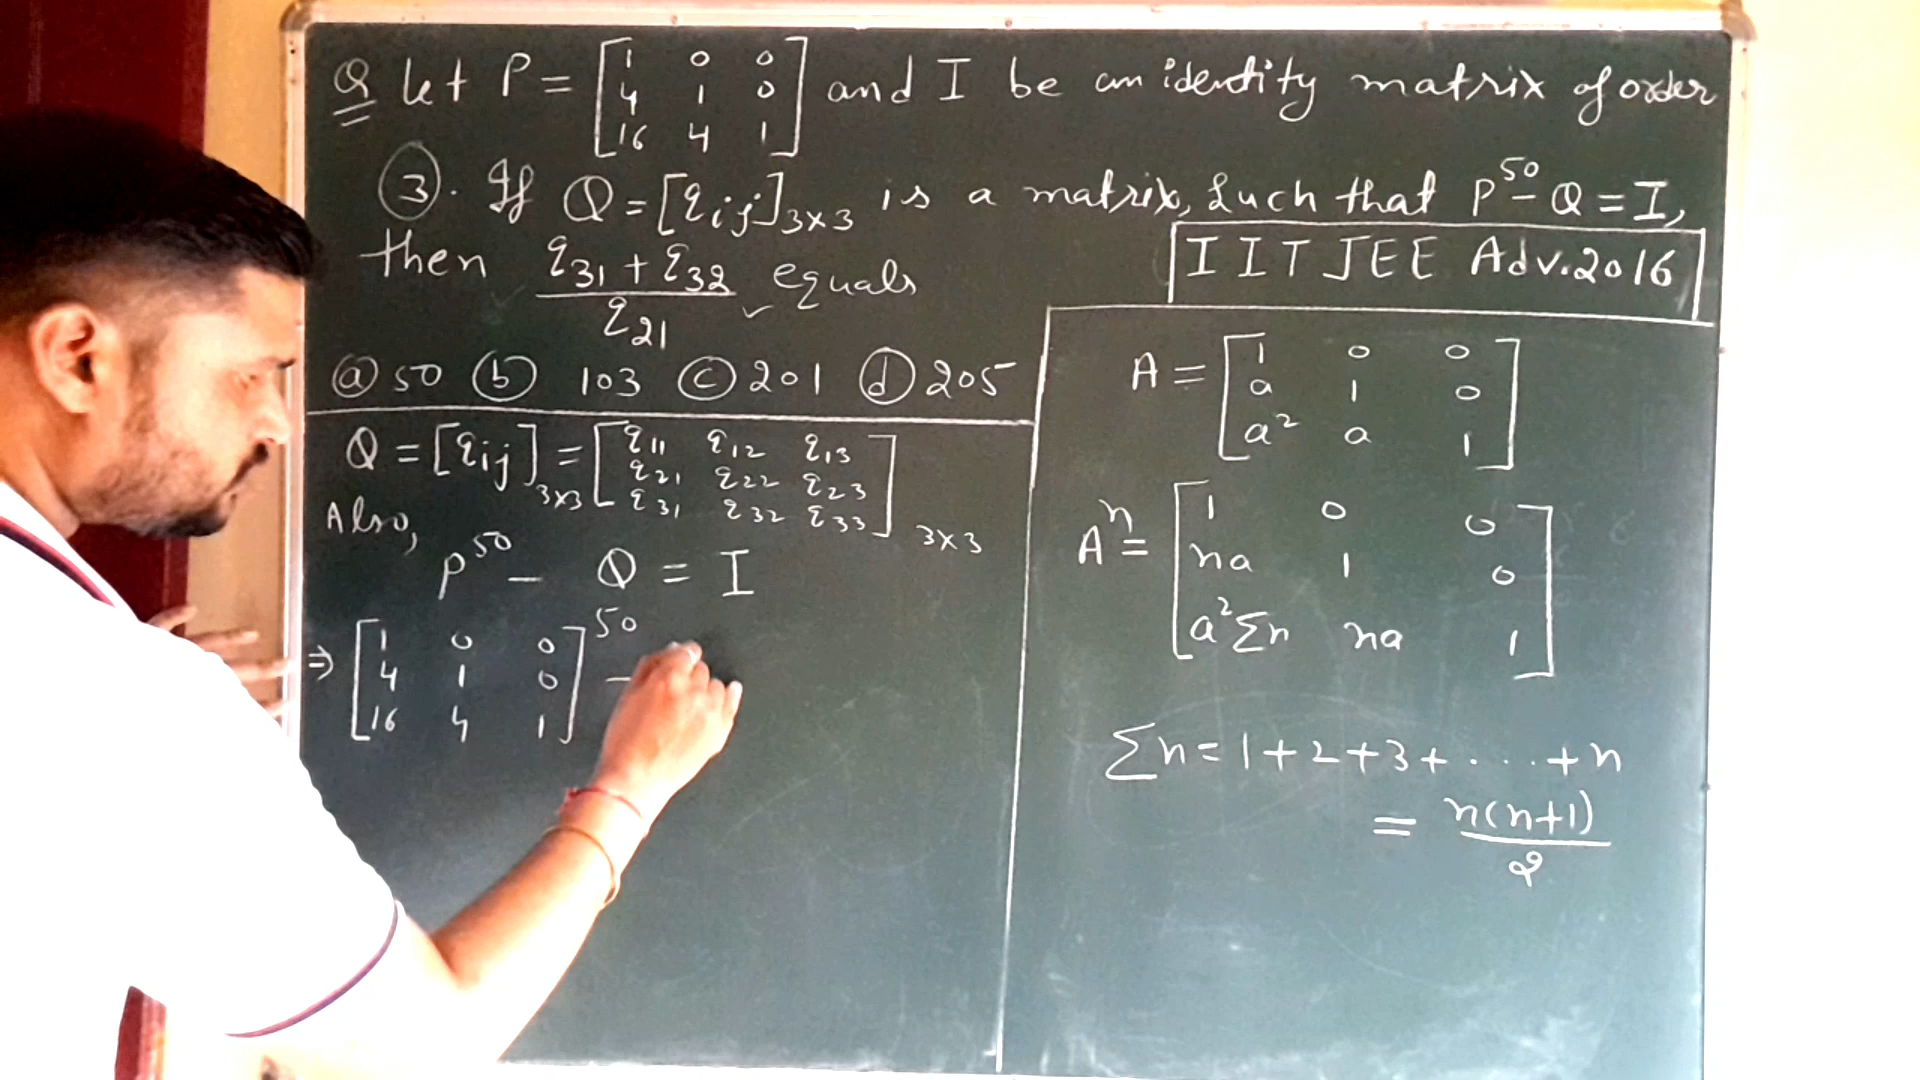 Q Let P = [1 0 0
4 1 0
16 4 1] and I be an identity matrix of order
3. If Q = [qij]3×3 is a matrix, such that P^50 - Q = I,
then (q31 + q32)/q21 equals
IIT JEE Adv. 2016
(a) 50 (b) 103 (c) 201 (d) 205
Q = [qij]3×3 = [q11 q12 q13
q21 q22 q23
q31 q32 q33]3×3
Also,
P^50 - Q = I
⇒ [1 0 0
4 1 0
16 4 1]^50 -
A = [1 0 0
a 1 0
a² a 1]
A^n = [1 0 0
na 1 0
a²Σn na 1]
Σn = 1+2+3+....+n
= n(n+1)/2